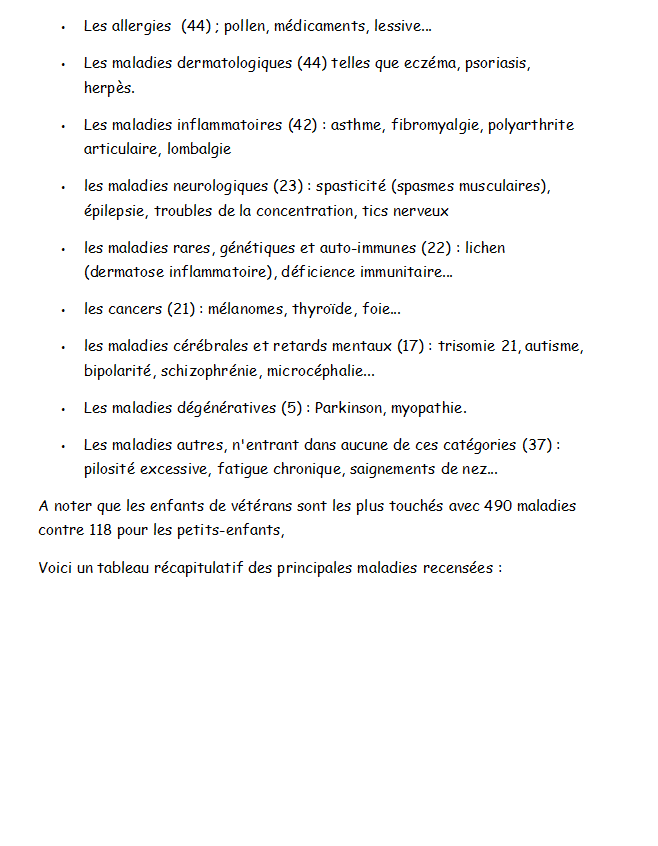 • Les allergies (44) ; pollen, médicaments, lessive...
• Les maladies dermatologiques (44) telles que eczéma, psoriasis,
herpès.
• Les maladies inflammatoires (42) : asthme, fibromyalgie, polyarthrite
articulaire, lombalgie
• les maladies neurologiques (23) : spasticité (spasmes musculaires),
épilepsie, troubles de la concentration, tics nerveux
• les maladies rares, génétiques et auto-immunes (22) : lichen
(dermatose inflammatoire), déficience immunitaire...
• les cancers (21) : mélanomes, thyroïde, foie...
• les maladies cérébrales et retards mentaux (17) : trisomie 21, autisme,
bipolarité, schizophrénie, microcéphalie...
• Les maladies dégénératives (5) : Parkinson, myopathie.
• Les maladies autres, n'entrant dans aucune de ces catégories (37) :
pilosité excessive, fatigue chronique, saignements de nez...
A noter que les enfants de vétérans sont les plus touchés avec 490 maladies
contre 118 pour les petits-enfants,
Voici un tableau récapitulatif des principales maladies recensées :